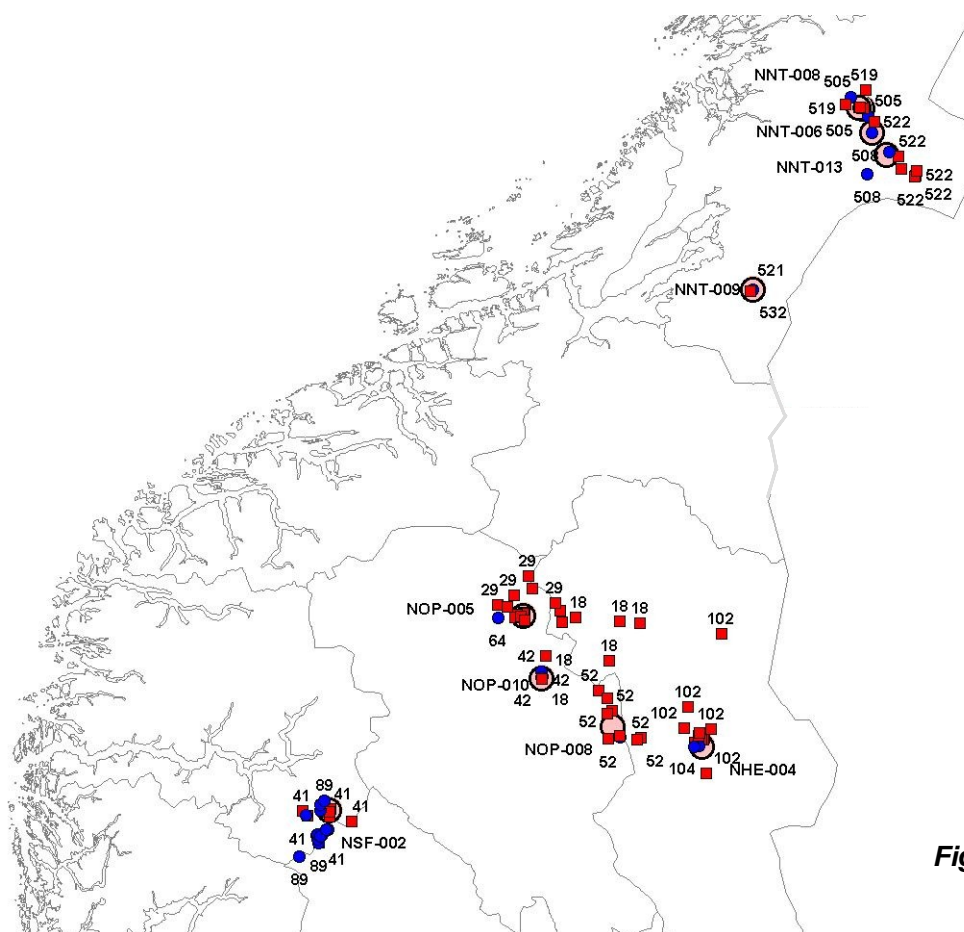 NNT-008 519
505
519 505
NNT-006 505 522
508 522
NNT-013
508 522 522
521
NNT-009
532
29
29 29
29 18 18 18
NOP-005
64
102
42 18 18
NOP-010 42
42 18
52
52 102
102 102
52 52
NOP-008
52 52 104 102 NHE-004
89 41
41 41
41 NSF-002
89 41
89
Fig